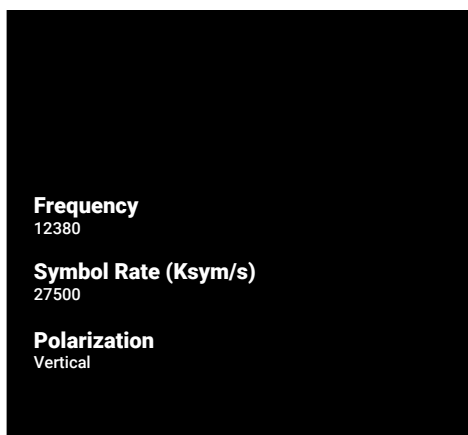 Frequency
12380
Symbol Rate (Ksym/s)
27500
Polarization
Vertical